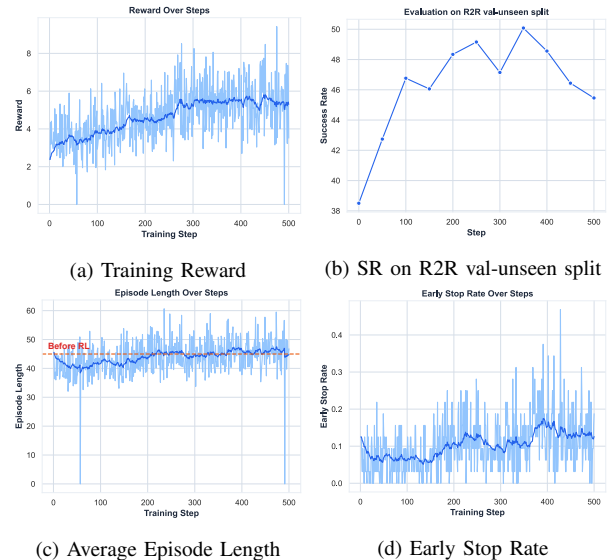 Reward Over Steps
8
6
4
2
0
Reward
0 100 200 300 400 500
Training Step
(a) Training Reward
Evaluation on R2R val-unseen split
50
48
46
44
42
40
38
Success Rate
0 100 200 300 400 500
Step
(b) SR on R2R val-unseen split
Episode Length Over Steps
60
50
40
30
20
10
0
Episode Length
Before RL
0 100 200 300 400 500
Training Step
(c) Average Episode Length
Early Stop Rate Over Steps
0.4
0.3
0.2
0.1
0.0
Early Stop Rate
0 100 200 300 400 500
Training Step
(d) Early Stop Rate